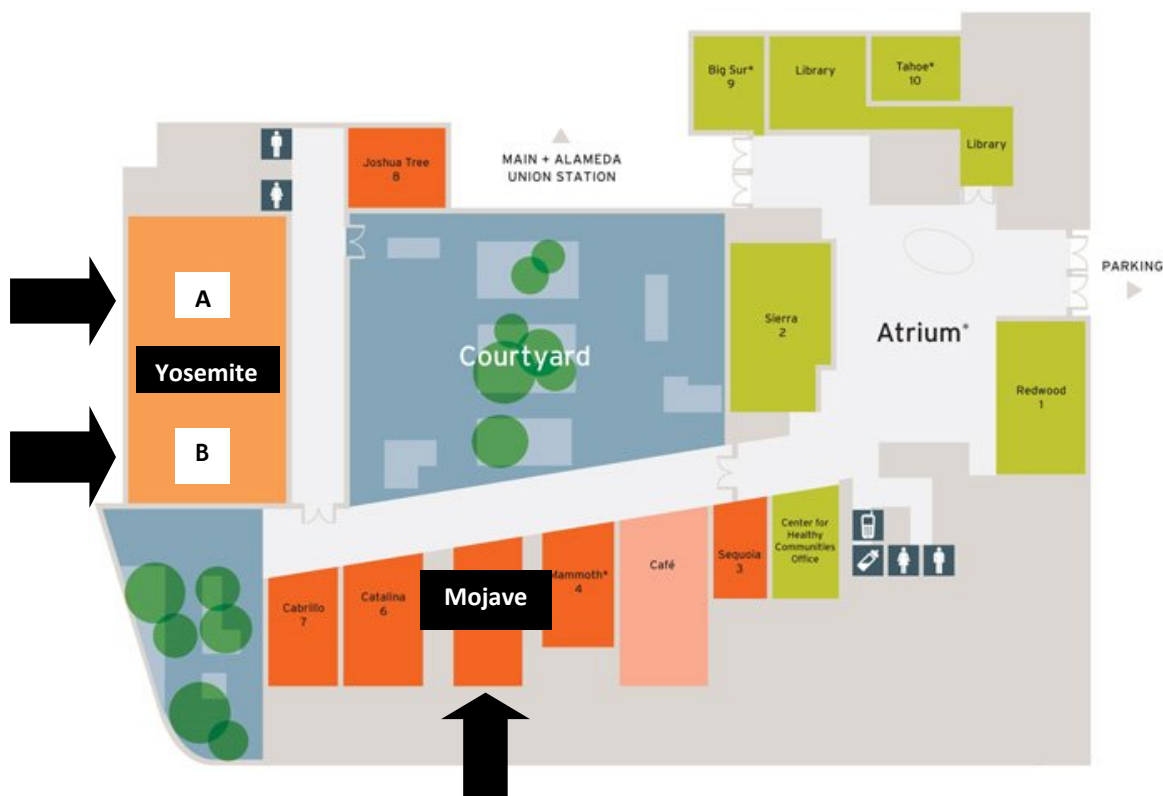 Big Sur*
9
Library
Tahoe*
10
Library
Joshua Tree
8
MAIN + ALAMEDA
UNION STATION
PARKING
A
Yosemite
B
Courtyard
Sierra
2
Atrium*
Redwood
1
Cabrillo
7
Catalina
6
Mojave
Mammoth*
4
Café
Sequoia
3
Center for
Healthy
Communities
Office